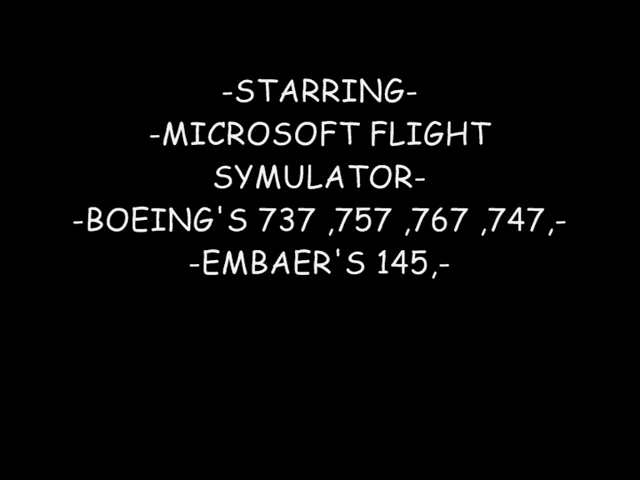 -STARRING-
-MICROSOFT FLIGHT
SYMULATOR-
-BOEING'S 737 ,757 ,767 ,747,-
-EMBAER'S 145,-